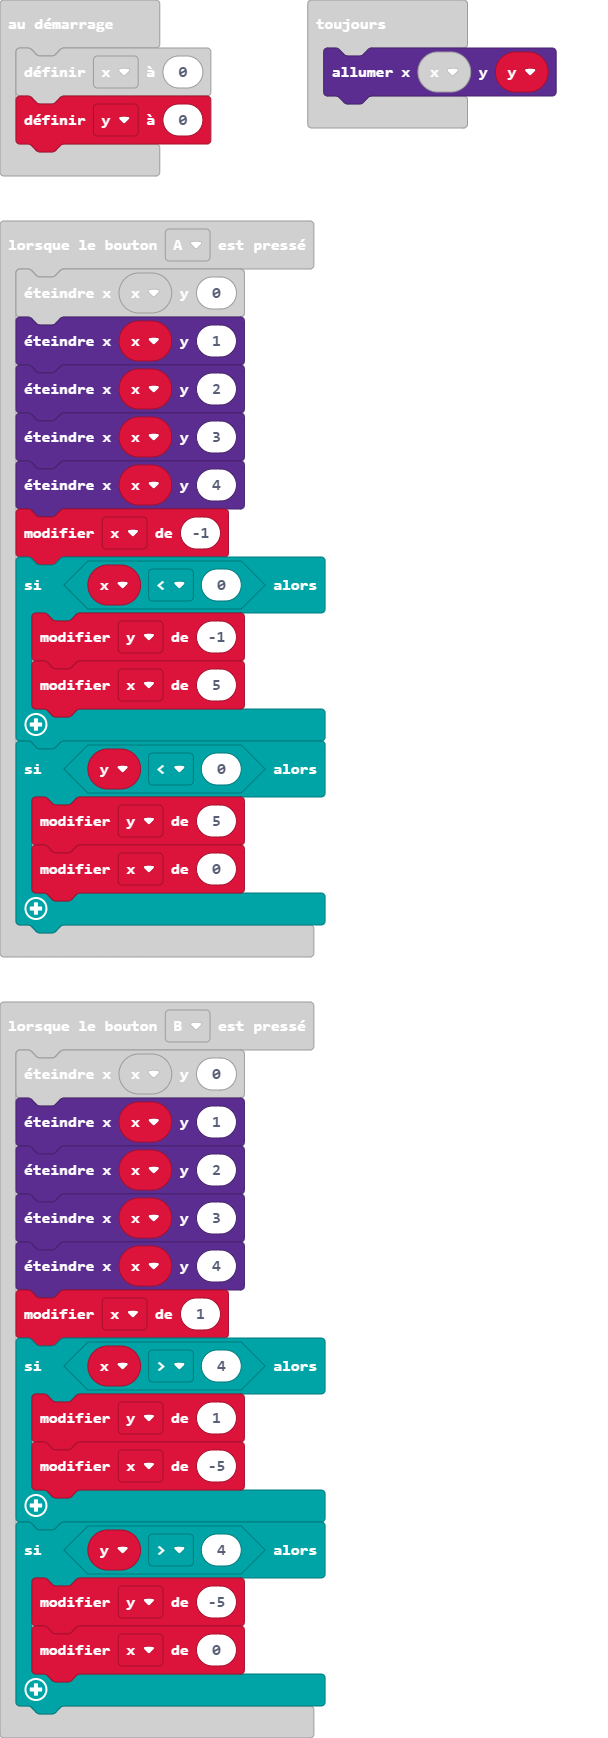 au démarrage
définir x à 0
définir y à 0
toujours
allumer x x y y
lorsque le bouton A est pressé
éteindre x x y 0
éteindre x x y 1
éteindre x x y 2
éteindre x x y 3
éteindre x x y 4
modifier x de -1
si x < 0 alors
modifier y de -1
modifier x de 5
si y < 0 alors
modifier y de 5
modifier x de 0
lorsque le bouton B est pressé
éteindre x x y 0
éteindre x x y 1
éteindre x x y 2
éteindre x x y 3
éteindre x x y 4
modifier x de 1
si x > 4 alors
modifier y de 1
modifier x de -5
si y > 4 alors
modifier y de -5
modifier x de 0